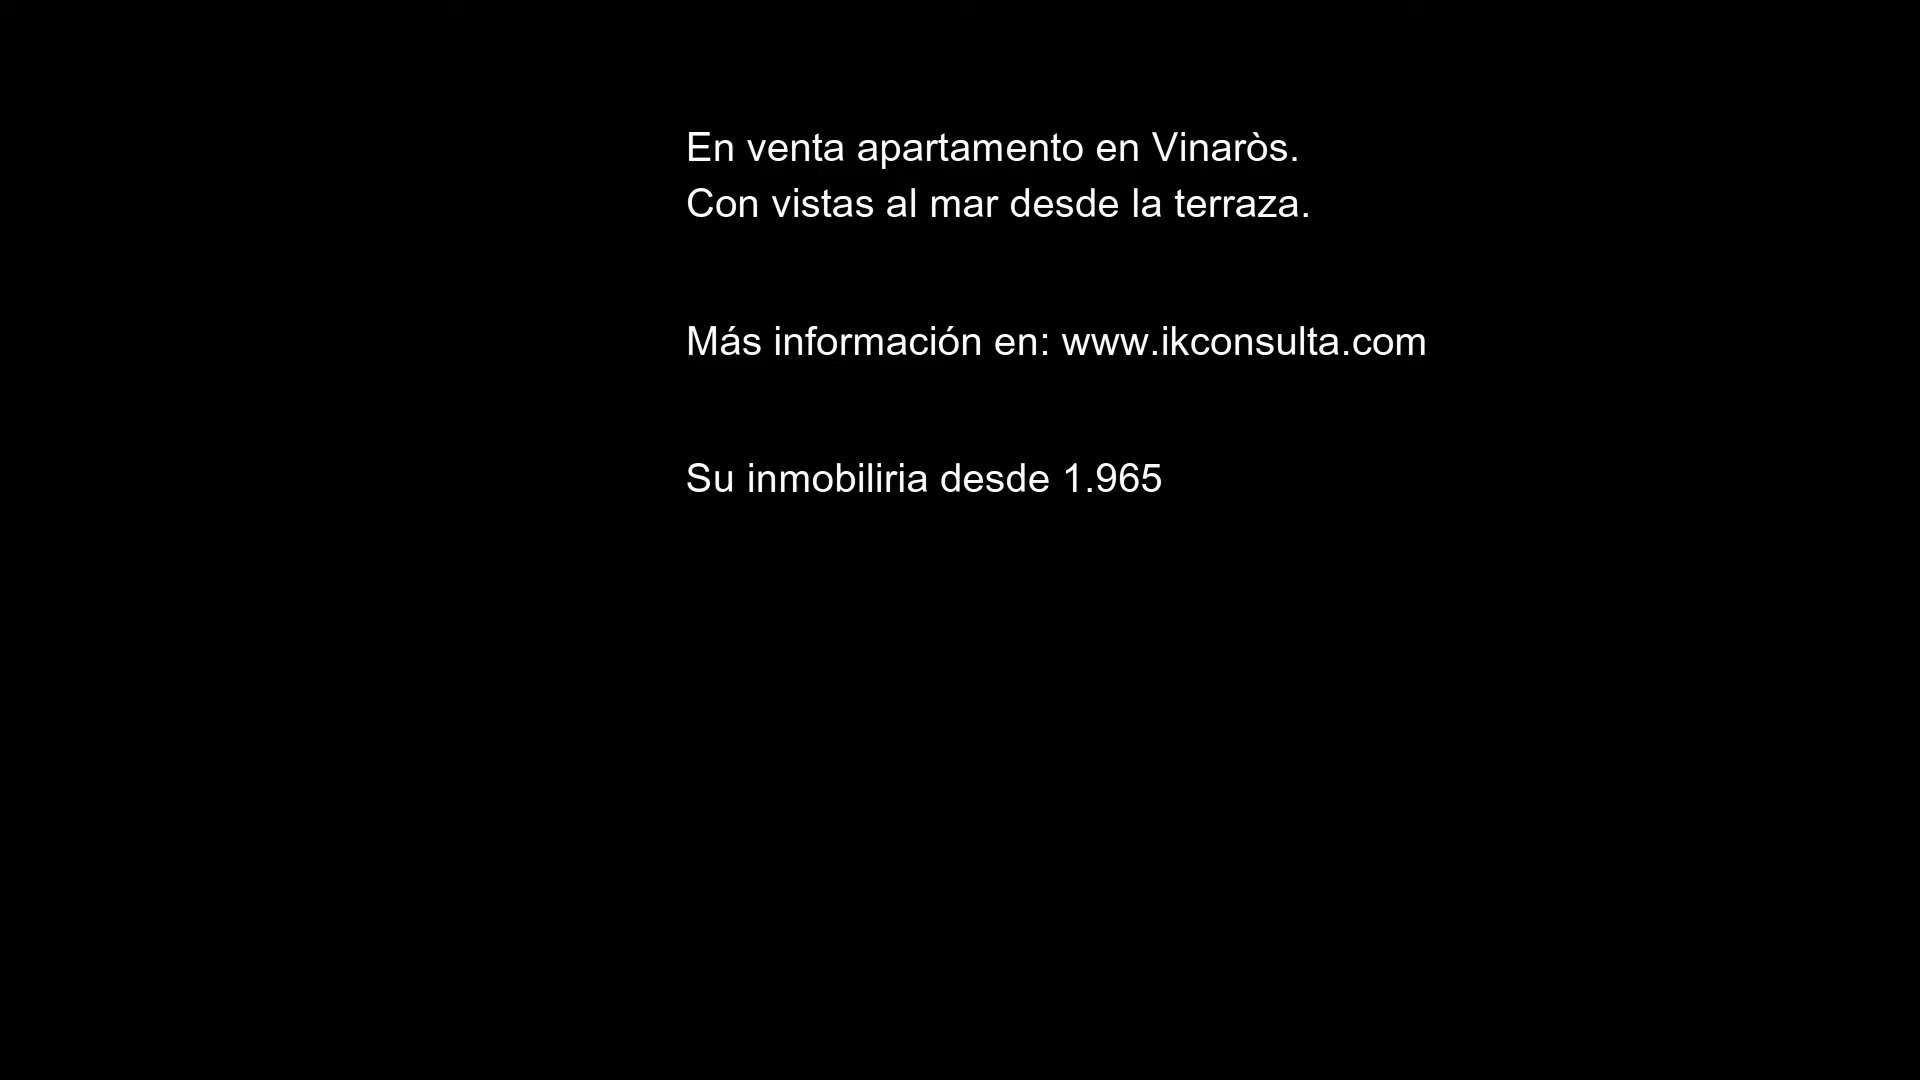 En venta apartamento en Vinaròs.
Con vistas al mar desde la terraza.
Más información en: www.ikconsulta.com
Su inmobiliria desde 1.965